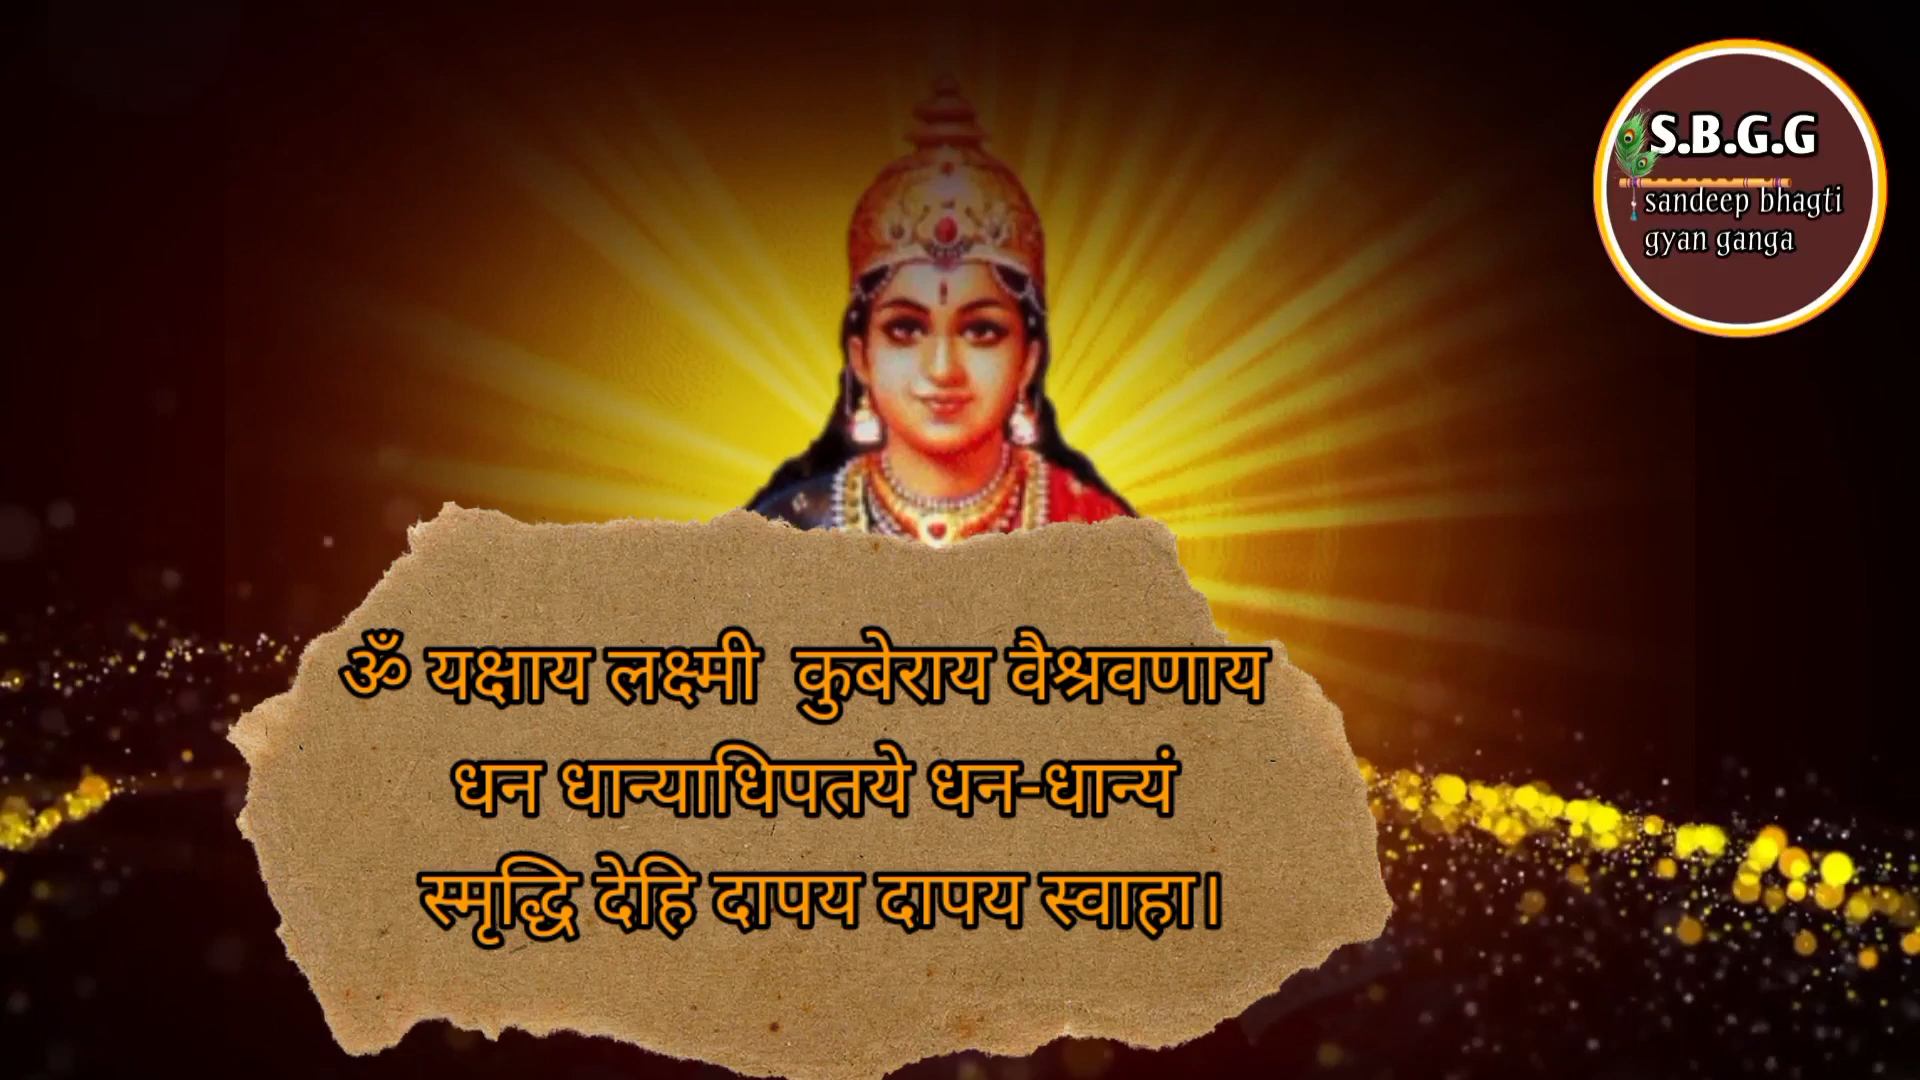 S.B.G.G
sandeep bhagti
gyan ganga
ॐ यक्षाय लक्ष्मी कुबेराय वैश्रवणाय
धन धान्याधिपतये धन-धान्यं
स्मृद्धि देहि दापय दापय स्वाहा।